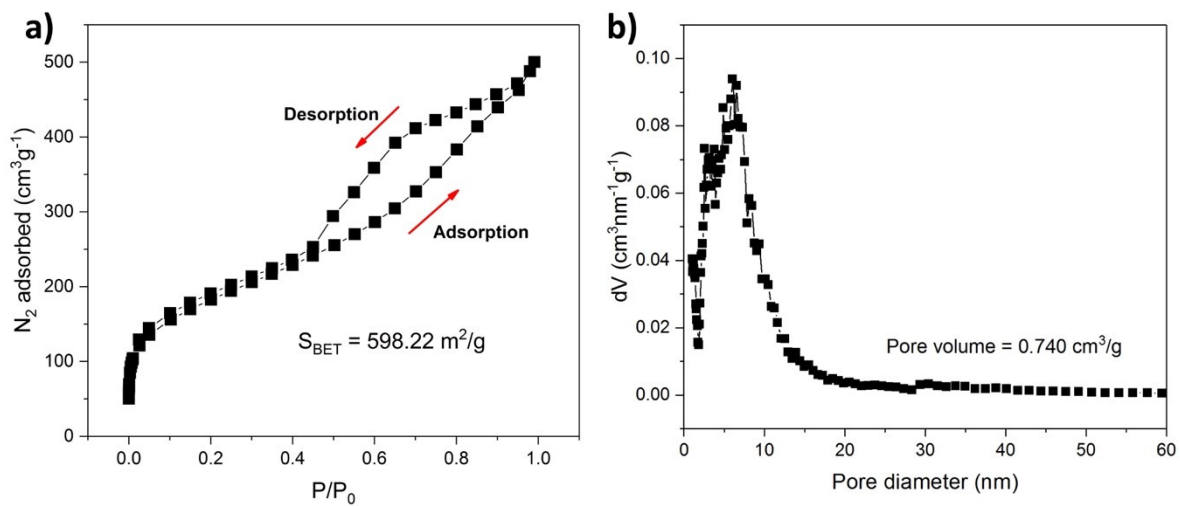 a)
500
400
300
200
100
0
N₂ adsorbed (cm³g⁻¹)
Desorption
Adsorption
S_BET = 598.22 m²/g
0.0 0.2 0.4 0.6 0.8 1.0
P/P₀
b)
0.10
0.08
0.06
0.04
0.02
0.00
dV (cm³nm⁻¹g⁻¹)
Pore volume = 0.740 cm³/g
0 10 20 30 40 50 60
Pore diameter (nm)